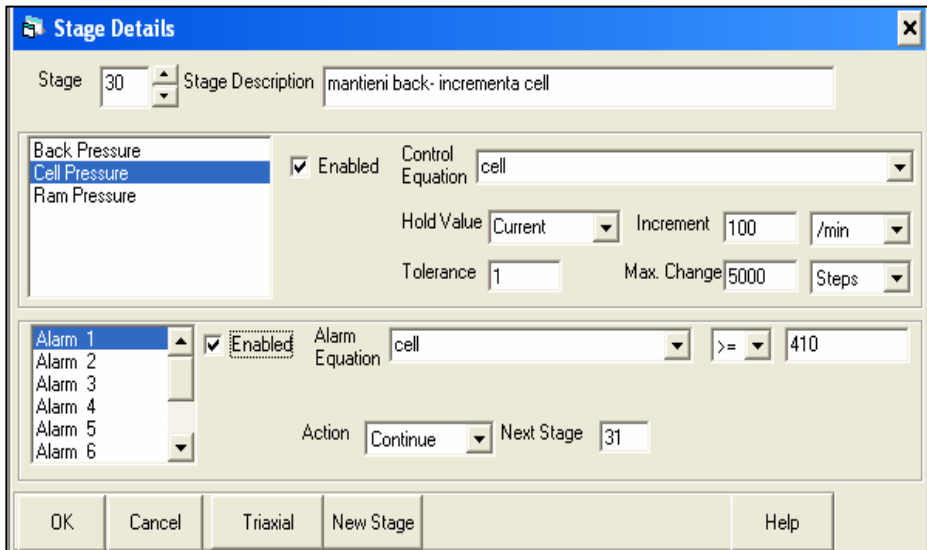 Stage Details
Stage 30 Stage Description mantieni back- incrementa cell
Back Pressure
Cell Pressure
Ram Pressure
Enabled Control Equation cell
Hold Value Current Increment 100 /min
Tolerance 1 Max. Change 5000 Steps
Alarm 1
Alarm 2
Alarm 3
Alarm 4
Alarm 5
Alarm 6
Enabled Alarm Equation cell >= 410
Action Continue Next Stage 31
OK Cancel Triaxial New Stage Help